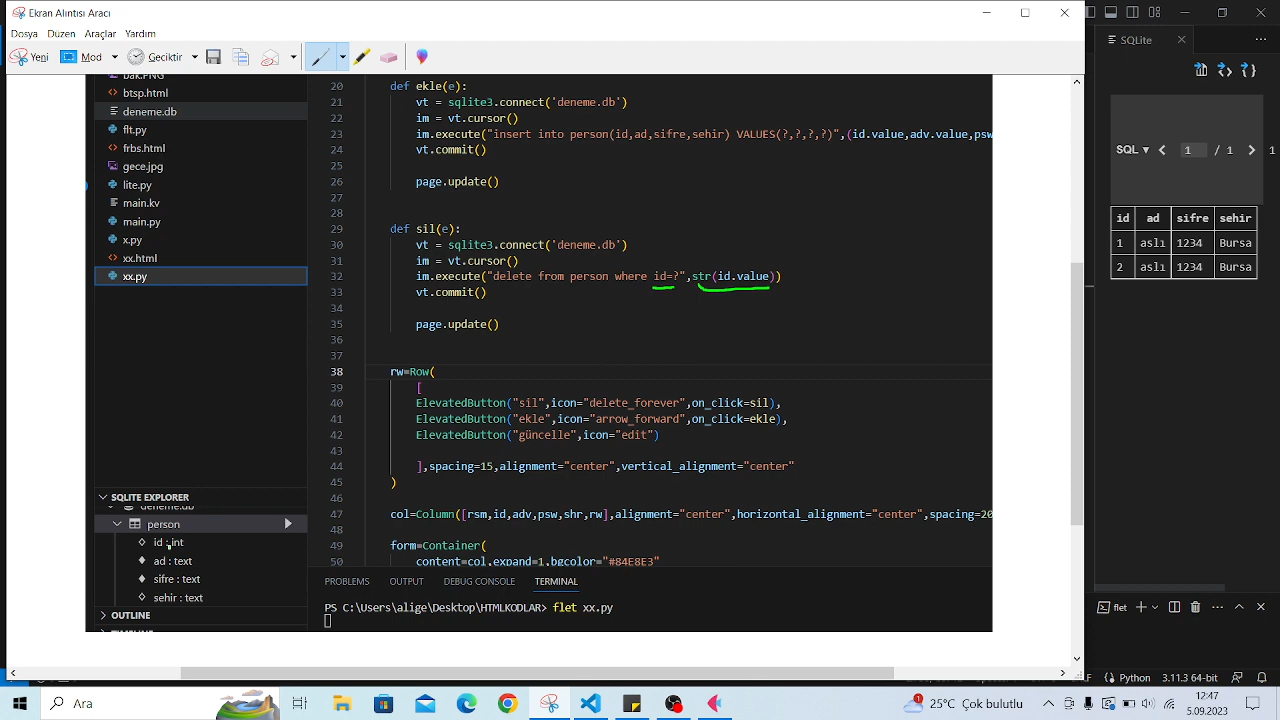 Ekran Alıntısı Aracı
Dosya Düzen Araçlar Yardım
Yeni Mod Geciktir
bak.PNG
btsp.html
deneme.db
flt.py
frbs.html
gece.jpg
lite.py
main.kv
main.py
x.py
xx.html
xx.py
SQLITE EXPLORER
deneme.db
person
id : int
ad : text
sifre : text
sehir : text
OUTLINE
20 def ekle(e):
21 vt = sqlite3.connect('deneme.db')
22 im = vt.cursor()
23 im.execute("insert into person(id,ad,sifre,sehir) VALUES(?,?,?,?)",(id.value,adv.value,psw
24 vt.commit()
25
26 page.update()
27
28
29 def sil(e):
30 vt = sqlite3.connect('deneme.db')
31 im = vt.cursor()
32 im.execute("delete from person where id=?",str(id.value))
33 vt.commit()
34
35 page.update()
36
37
38 rw=Row(
39 [
40 ElevatedButton("sil",icon="delete_forever",on_click=sil),
41 ElevatedButton("ekle",icon="arrow_forward",on_click=ekle),
42 ElevatedButton("güncelle",icon="edit")
43
44 ],spacing=15,alignment="center",vertical_alignment="center"
45 )
46
47 col=Column([rsm,id,adv,psw,shr,rw],alignment="center",horizontal_alignment="center",spacing=20
48
49 form=Container(
50 content=col,expand=1,bgcolor="#84E8E3"
PROBLEMS OUTPUT DEBUG CONSOLE TERMINAL
PS C:\Users\alige\Desktop\HTMLKODLAR> flet xx.py
SQLite
SQL 1 / 1 1
id ad sifre sehir
1 aslı 1234 Bursa
2 aslı 1234 Bursa
flet
Python 3.11.3 64-bit
Ara
1 25°C Çok bulutlu
12:47
5.09.2023